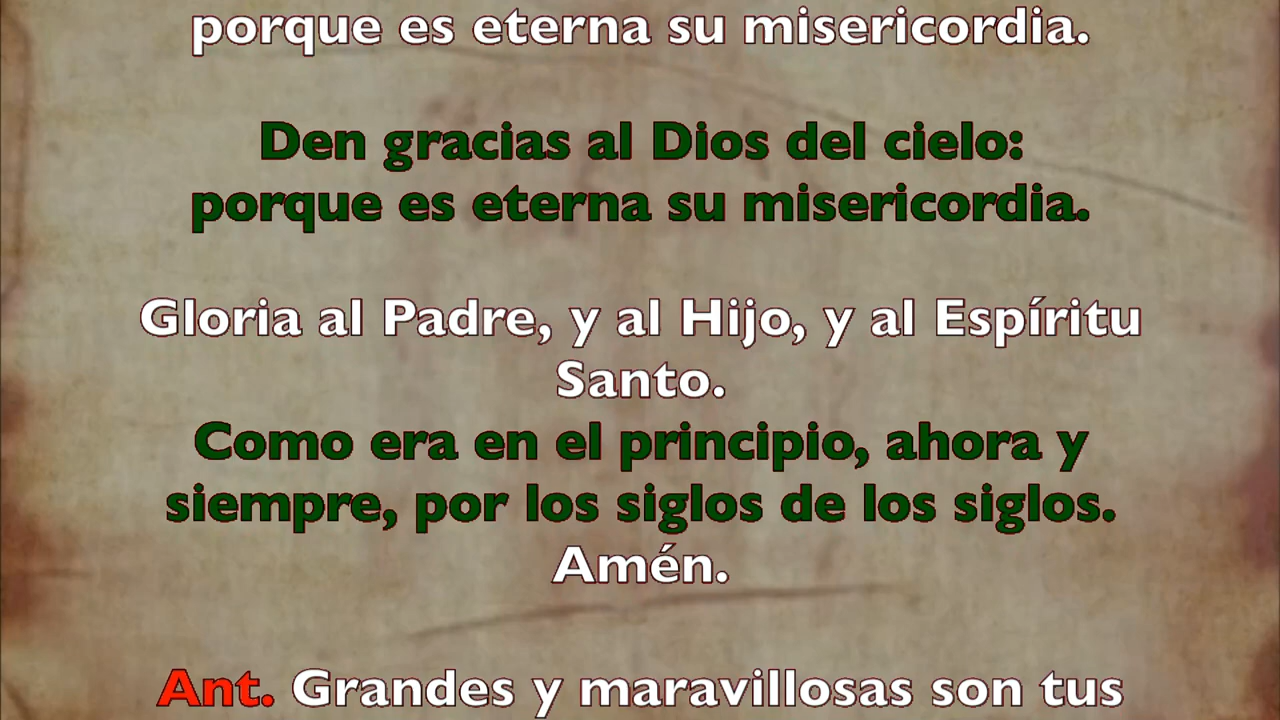 porque es eterna su misericordia.
Den gracias al Dios del cielo:
porque es eterna su misericordia.
Gloria al Padre, y al Hijo, y al Espíritu
Santo.
Como era en el principio, ahora y
siempre, por los siglos de los siglos.
Amén.
Ant. Grandes y maravillosas son tus